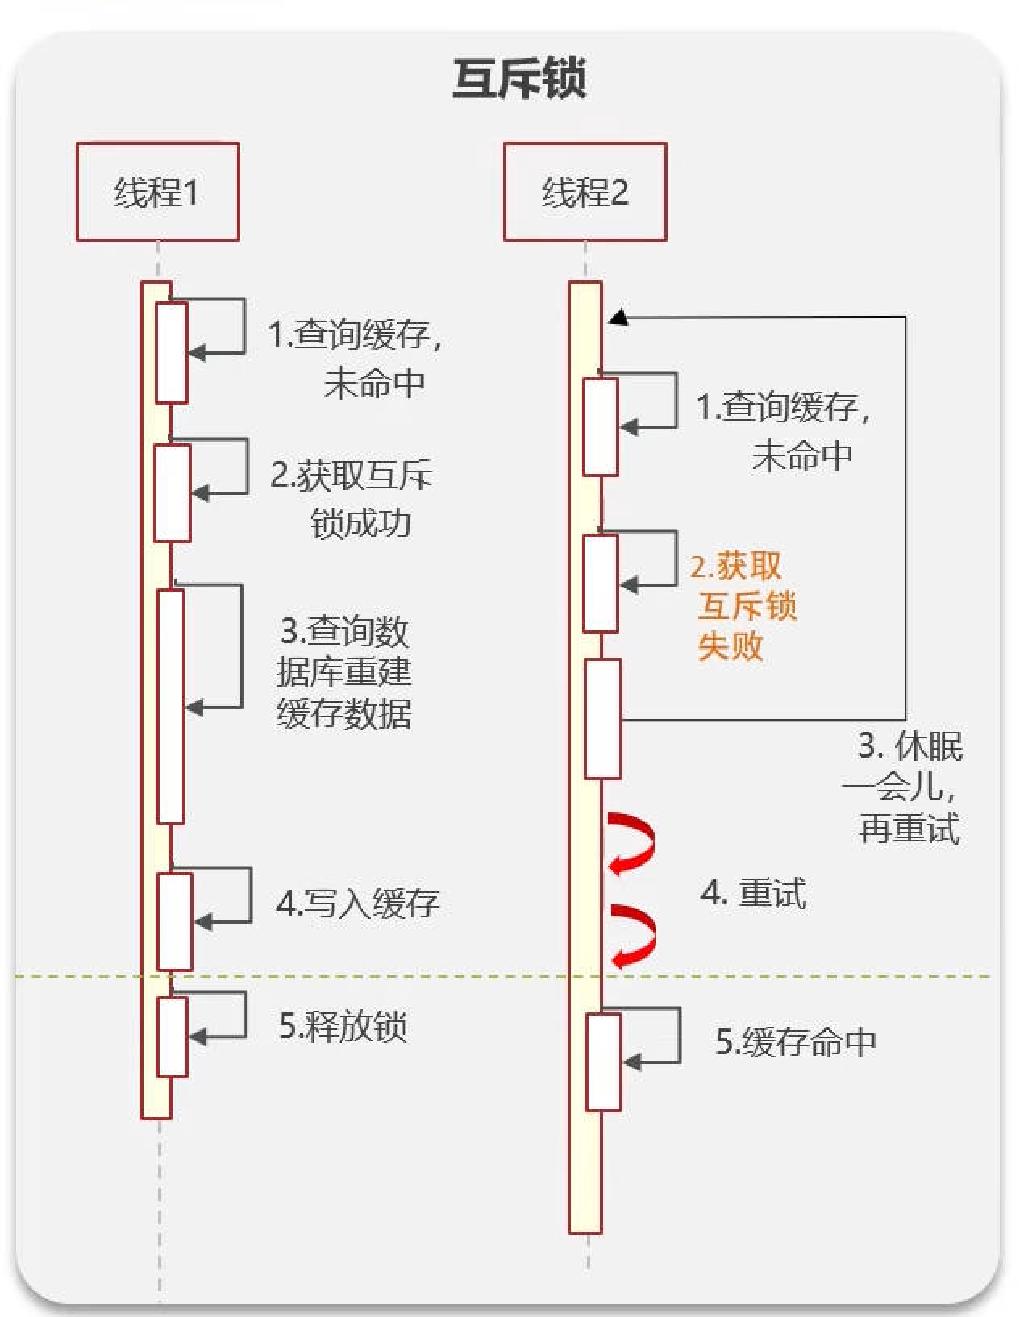 互斥锁
线程1
1.查询缓存，
未命中
2.获取互斥
锁成功
3.查询数
据库重建
缓存数据
4.写入缓存
5.释放锁
线程2
1.查询缓存，
未命中
2.获取
互斥锁
失败
3. 休眠
一会儿，
再重试
4. 重试
5.缓存命中